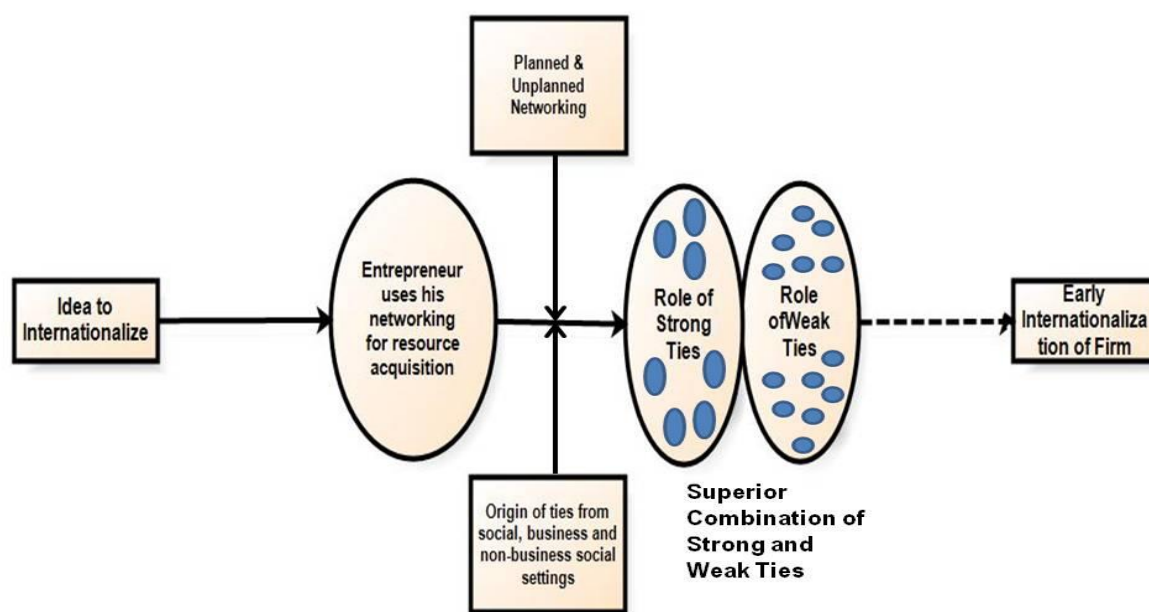 Planned &
Unplanned
Networking
Idea to
Internationalize
Entrepreneur
uses his
networking
for resource
acquisition
Role of
Strong
Ties
Role
ofWeak
Ties
Early
Internationaliza
tion of Firm
Origin of ties from
social, business and
non-business social
settings
Superior
Combination of
Strong and
Weak Ties